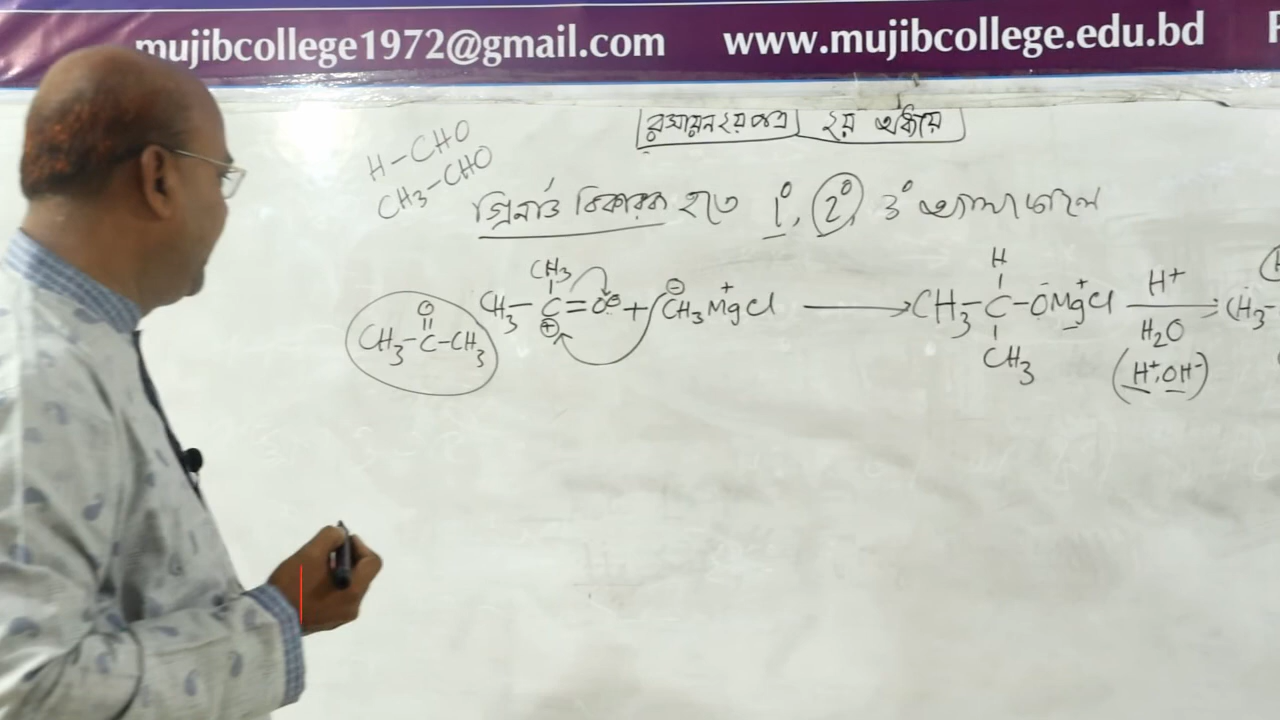 mujibcollege1972@gmail.com www.mujibcollege.edu.bd
রসায়ন ২য় পত্র ২য় অধ্যায়
H-CHO
CH3-CHO
গ্রিনার্ড বিকারক হতে 1°, 2°, 3° অ্যালকোহল
CH3 H
CH3-C=O + CH3MgCl → CH3-C-OMgCl H+ CH3-
O
CH3-C-CH3
CH3
H2O
(H+, OH-)